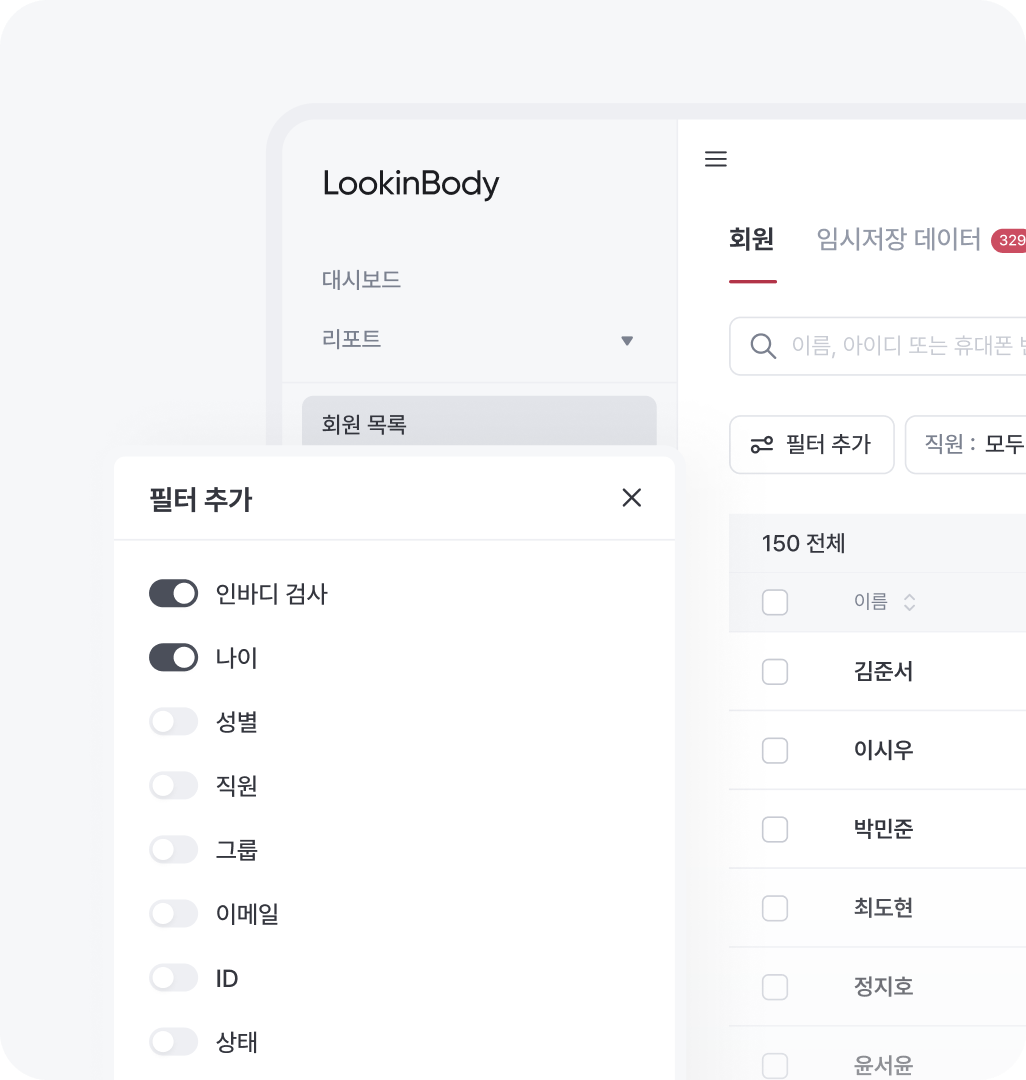 LookinBody
대시보드
리포트
회원 목록
회원 임시저장 데이터 329
이름, 아이디 또는 휴대폰
필터 추가 직원 : 모두
150 전체
이름
김준서
이시우
박민준
최도현
정지호
윤서윤
필터 추가
인바디 검사
나이
성별
직원
그룹
이메일
ID
상태